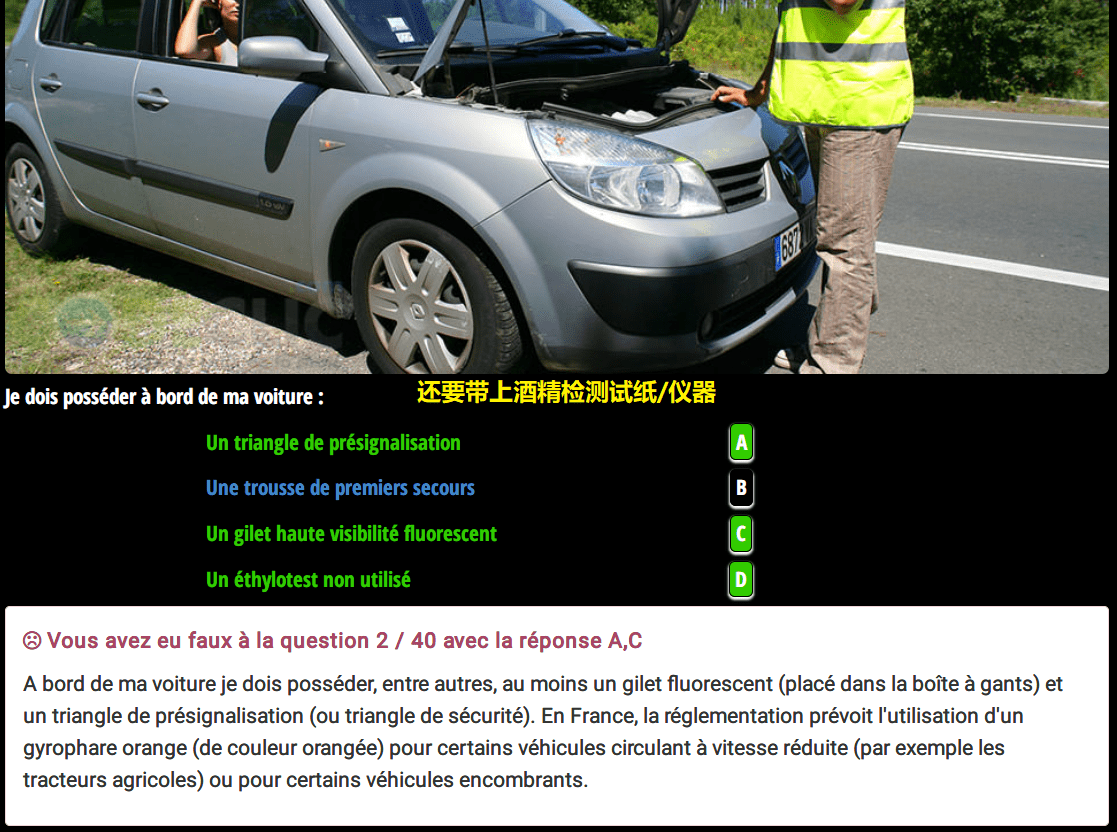 687
Je dois posséder à bord de ma voiture :
还要带上酒精检测试纸/仪器
Un triangle de présignalisation A
Une trousse de premiers secours B
Un gilet haute visibilité fluorescent C
Un éthylotest non utilisé D
Vous avez eu faux à la question 2 / 40 avec la réponse A,C
A bord de ma voiture je dois posséder, entre autres, au moins un gilet fluorescent (placé dans la boîte à gants) et
un triangle de présignalisation (ou triangle de sécurité). En France, la réglementation prévoit l'utilisation d'un
gyrophare orange (de couleur orangée) pour certains véhicules circulant à vitesse réduite (par exemple les
tracteurs agricoles) ou pour certains véhicules encombrants.